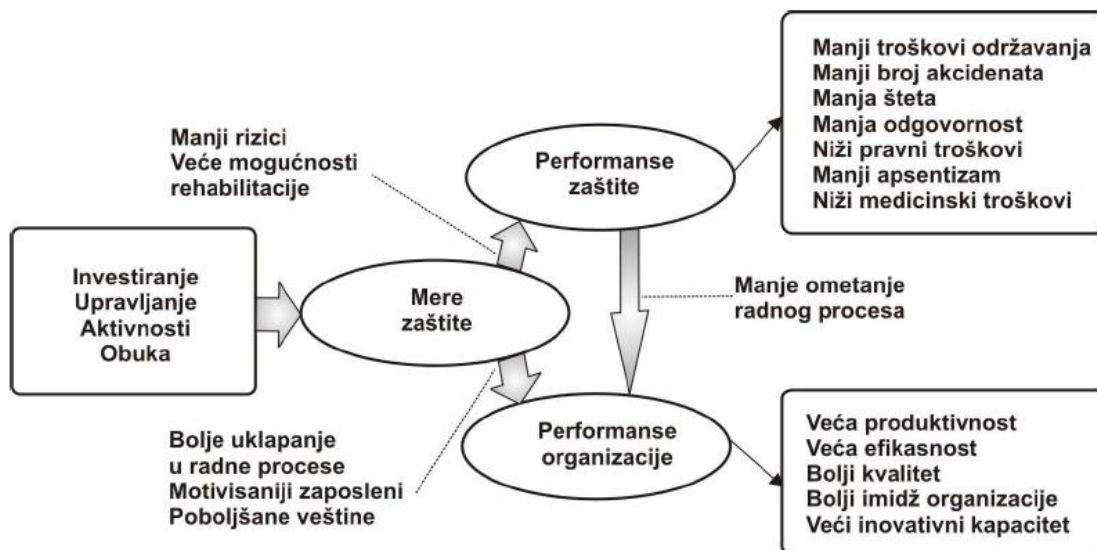 Investiranje
Upravljanje
Aktivnosti
Obuka
Manji rizici
Veće mogućnosti
rehabilitacije
Mere
zaštite
Bolje uklapanje
u radne procese
Motivisaniji zaposleni
Poboljšane veštine
Performanse
zaštite
Manje ometanje
radnog procesa
Performanse
organizacije
Manji troškovi održavanja
Manji broj akcidenata
Manja šteta
Manja odgovornost
Niži pravni troškovi
Manji apsentizam
Niži medicinski troškovi
Veća produktivnost
Veća efikasnost
Bolji kvalitet
Bolji imidž organizacije
Veći inovativni kapacitet